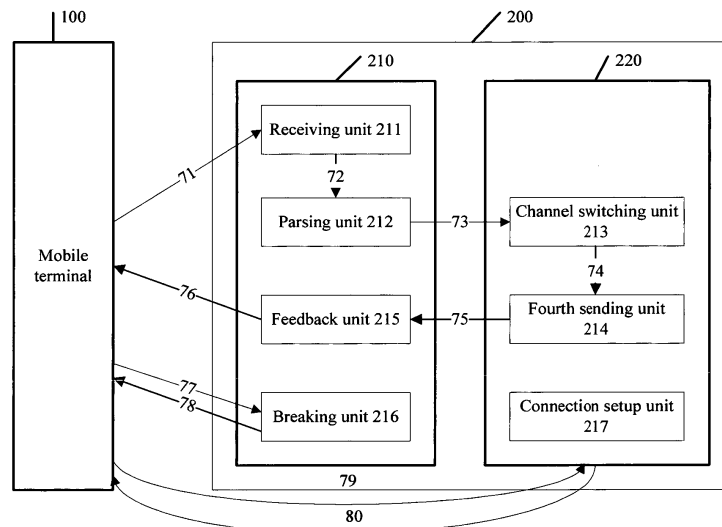 100
200
210
220
Receiving unit 211
71
72
Parsing unit 212
73
Channel switching unit
213
Mobile
terminal
74
76
Feedback unit 215
75
Fourth sending unit
214
77
78
Breaking unit 216
Connection setup unit
217
79
80